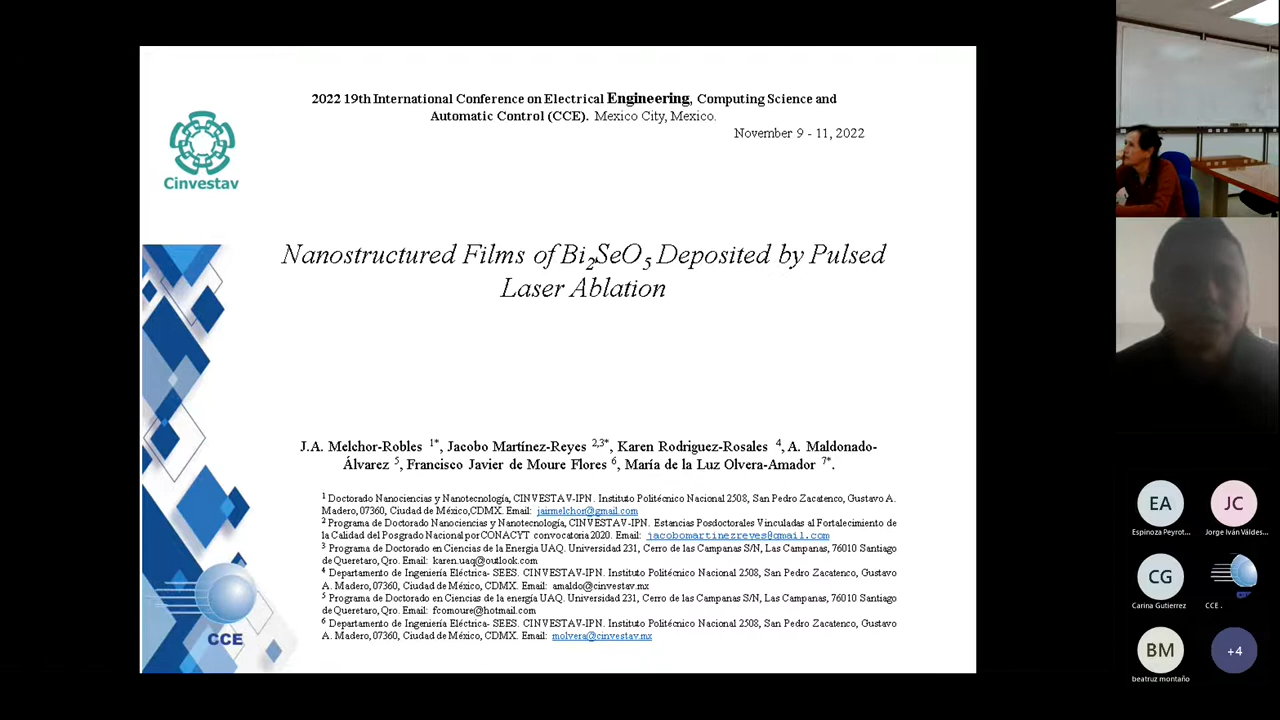 2022 19th International Conference on Electrical Engineering, Computing Science and
Automatic Control (CCE). Mexico City, Mexico.
November 9 - 11, 2022
Cinvestav
Nanostructured Films of Bi₂SeO₅ Deposited by Pulsed
Laser Ablation
J.A. Melchor-Robles ¹*, Jacobo Martínez-Reyes ²,³*, Karen Rodriguez-Rosales ⁴, A. Maldonado-
Álvarez ⁵, Francisco Javier de Moure Flores ⁶, María de la Luz Olvera-Amador ⁷*.
¹ Doctorado Nanociencias y Nanotecnología, CINVESTAV-IPN. Instituto Politécnico Nacional 2508, San Pedro Zacatenco, Gustavo A.
Madero, 07360, Ciudad de México,CDMX. Email: jairmelchor@gmail.com
² Programa de Doctorado Nanociencias y Nanotecnología, CINVESTAV-IPN. Estancias Posdoctorales Vinculadas al Fortalecimiento de
la Calidad del Posgrado Nacional por CONACYT convocatoria 2020. Email: jacobomartinezreyes@gmail.com
³ Programa de Doctorado en Ciencias de la Energía UAQ. Universidad 231, Cerro de las Campanas S/N, Las Campanas, 76010 Santiago
de Queretaro, Qro. Email: karen.uaq@outlook.com
⁴ Departamento de Ingeniería Eléctrica- SEES. CINVESTAV-IPN. Instituto Politécnico Nacional 2508, San Pedro Zacatenco, Gustavo
A. Madero, 07360, Ciudad de México, CDMX. Email: amaldo@cinvestav.mx
⁵ Programa de Doctorado en Ciencias de la energía UAQ. Universidad 231, Cerro de las Campanas S/N, Las Campanas, 76010 Santiago
de Queretaro, Qro. Email: fcomoure@hotmail.com
⁶ Departamento de Ingeniería Eléctrica- SEES. CINVESTAV-IPN. Instituto Politécnico Nacional 2508, San Pedro Zacatenco, Gustavo
A. Madero, 07360, Ciudad de México, CDMX. Email: molvera@cinvestav.mx
CCE
EA
JC
Espinoza Peyrot...
Jorge Iván Váldes...
CG
Carina Gutierrez
CCE .
BM
+4
beatruz montaño